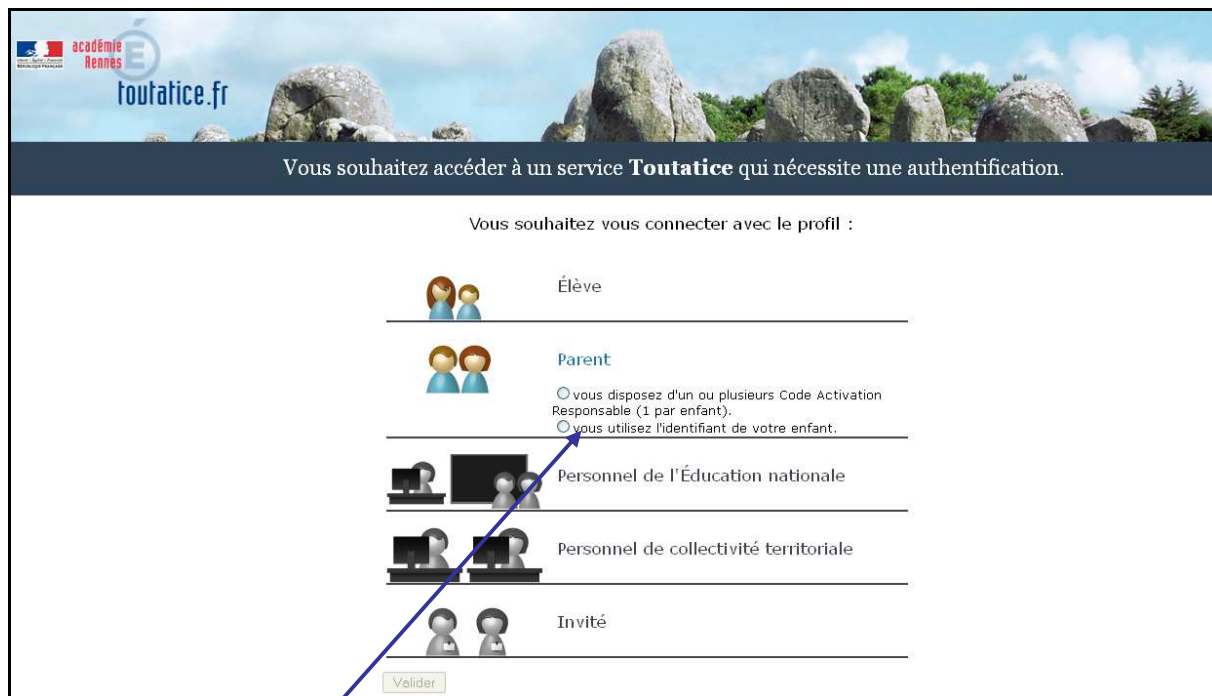 académie
Rennes
toutatice.fr
Vous souhaitez accéder à un service Toutatice qui nécessite une authentification.
Vous souhaitez vous connecter avec le profil :
Élève
Parent
vous disposez d'un ou plusieurs Code Activation
Responsable (1 par enfant).
vous utilisez l'identifiant de votre enfant.
Personnel de l'Éducation nationale
Personnel de collectivité territoriale
Invité
Valider